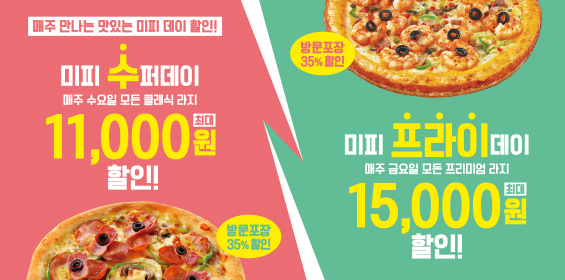 매주 만나는 맛있는 미피 데이 할인!
미피 수퍼데이
매주 수요일 모든 클래식 라지
11,000원 최대
할인!
방문포장
35% 할인
방문포장
35% 할인
미피 프라이데이
매주 금요일 모든 프리미엄 라지
15,000원 최대
할인!